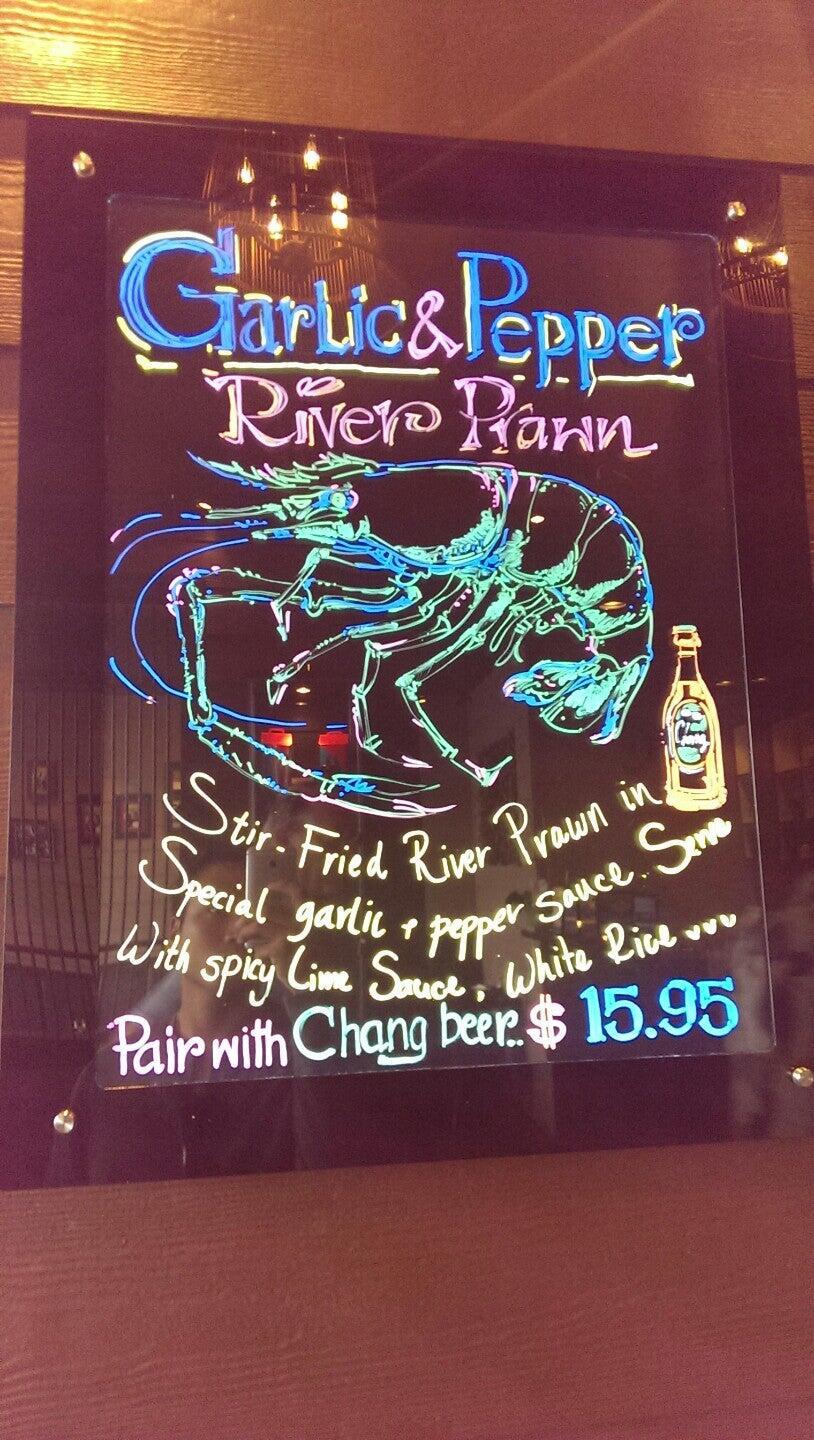 Garlic & Pepper
River Prawn
Chang
Stir-Fried River Prawn in
Special garlic + pepper sauce. Serve
With spicy Lime Sauce, White Rice
Pair with Chang beer.. $ 15.95